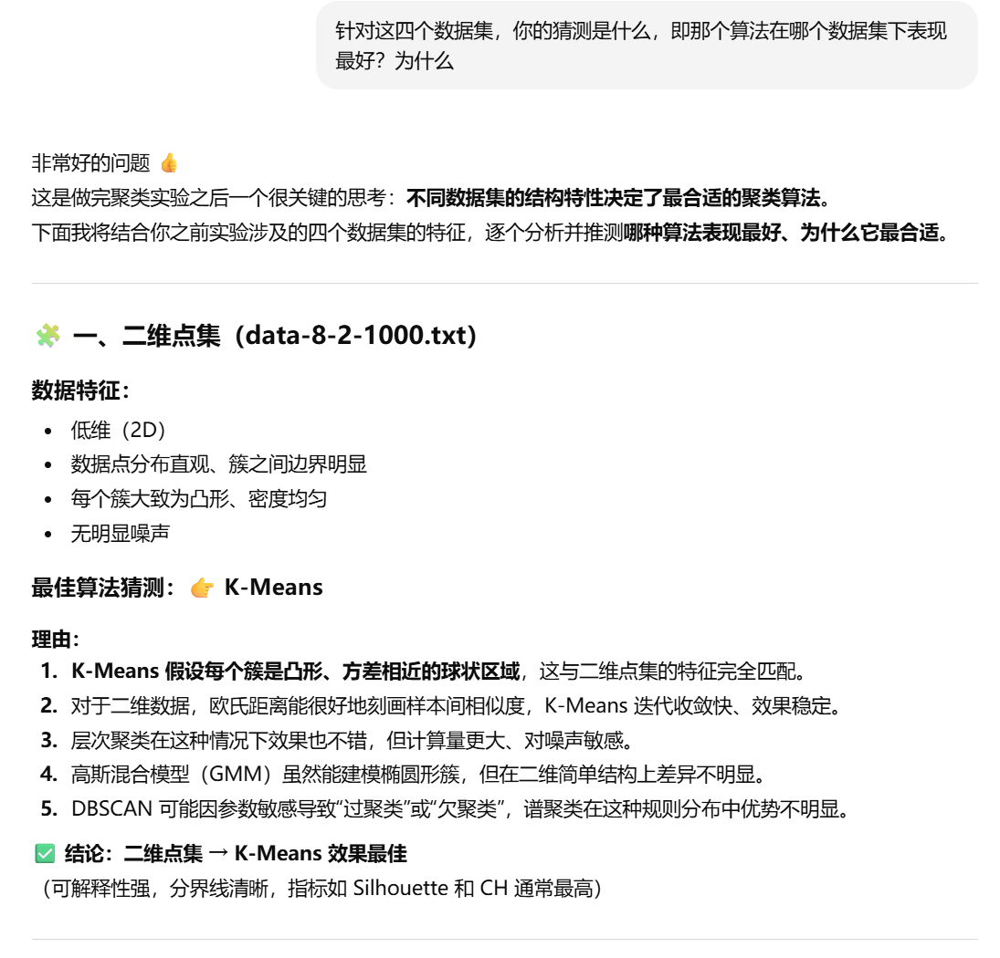 针对这四个数据集，你的猜测是什么，即那个算法在哪个数据集下表现
最好？为什么
非常好的问题 👍
这是做完聚类实验之后一个很关键的思考：不同数据集的结构特性决定了最合适的聚类算法。
下面我将结合你之前实验涉及的四个数据集的特征，逐个分析并推测哪种算法表现最好、为什么它最合适。
🧩 一、二维点集（data-8-2-1000.txt）
数据特征：
• 低维（2D）
• 数据点分布直观、簇之间边界明显
• 每个簇大致为凸形、密度均匀
• 无明显噪声
最佳算法猜测：👉 K-Means
理由：
1. K-Means 假设每个簇是凸形、方差相近的球状区域，这与二维点集的特征完全匹配。
2. 对于二维数据，欧氏距离能很好地刻画样本间相似度，K-Means 迭代收敛快、效果稳定。
3. 层次聚类在这种情况下效果也不错，但计算量更大、对噪声敏感。
4. 高斯混合模型（GMM）虽然能建模椭圆形簇，但在二维简单结构上差异不明显。
5. DBSCAN 可能因参数敏感导致“过聚类”或“欠聚类”，谱聚类在这种规则分布中优势不明显。
✅ 结论：二维点集 → K-Means 效果最佳
（可解释性强，分界线清晰，指标如 Silhouette 和 CH 通常最高）